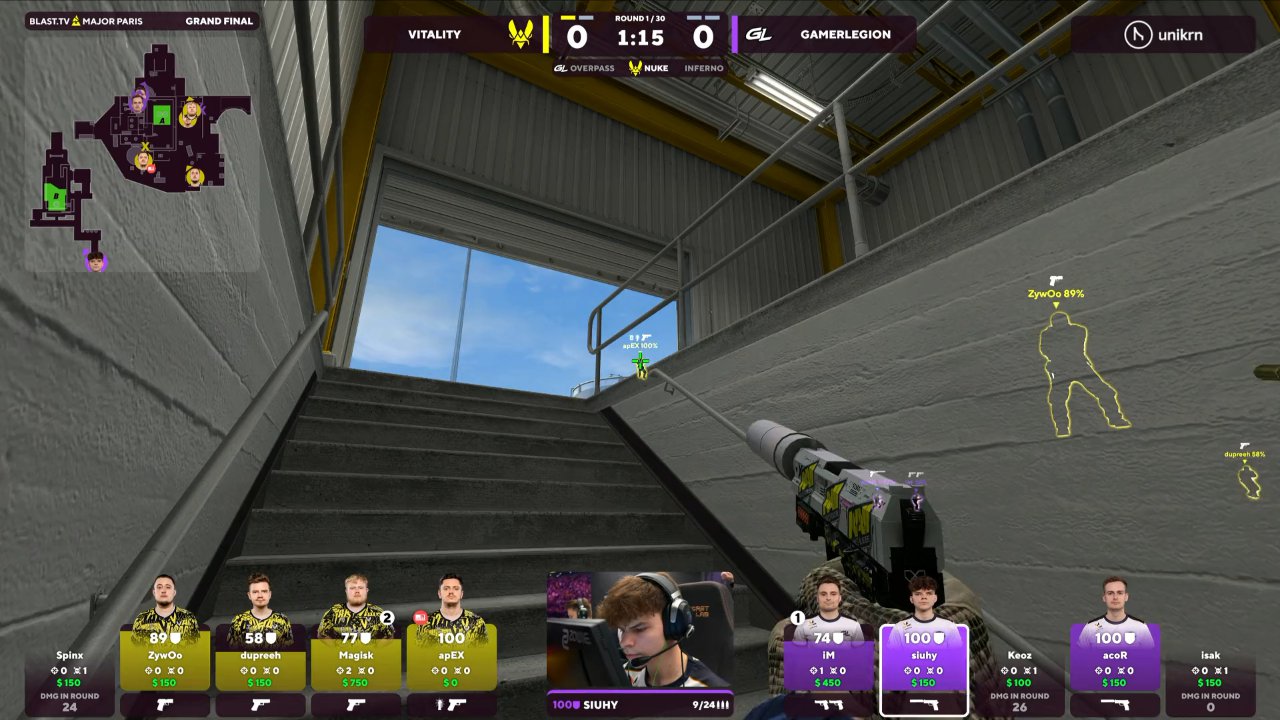 BLAST.TV MAJOR PARIS GRAND FINAL
VITALITY 0 ROUND 1 / 30 0 GL GAMERLEGION
1:15
GL OVERPASS NUKE INFERNO
unikrn
A
B
X
ZywOo 89%
apEX 100%
dupreeh 58%
89 58 77 2 100 1 74 100 100
Spinx ZywOo dupreeh Magisk apEX iM siuhy Keoz acoR isak
0 1 0 0 0 0 2 0 0 0 1 0 0 0 0 1 0 0 0 1
$150 $150 $150 $750 $0 $450 $150 $100 $150 $150
DMG IN ROUND DMG IN ROUND DMG IN ROUND
24 26 0
100 SIUHY 9/24